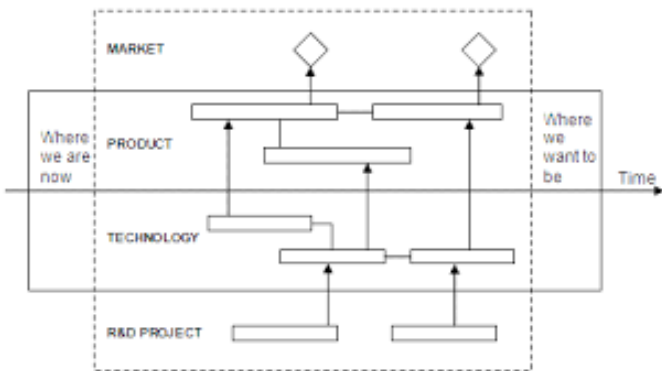 MARKET
Where
we are
now
PRODUCT
Where
we
want to
be
Time
TECHNOLOGY
R&D PROJECT